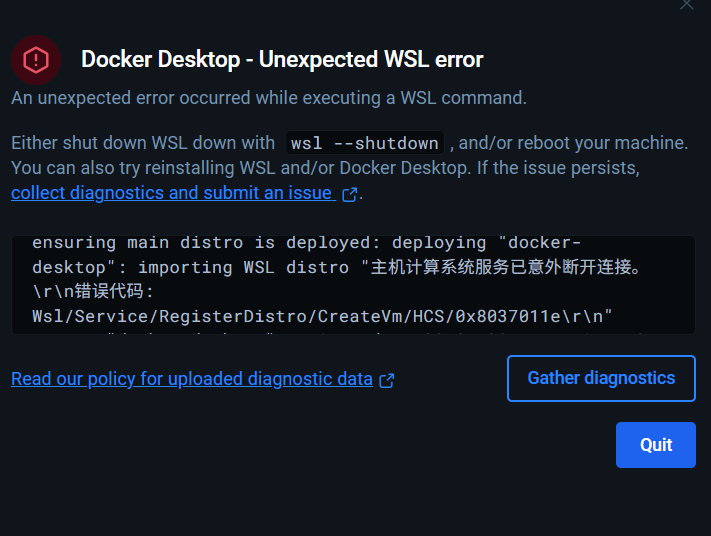 Docker Desktop - Unexpected WSL error
An unexpected error occurred while executing a WSL command.
Either shut down WSL down with wsl --shutdown , and/or reboot your machine.
You can also try reinstalling WSL and/or Docker Desktop. If the issue persists,
collect diagnostics and submit an issue .
ensuring main distro is deployed: deploying "docker-
desktop": importing WSL distro "主机计算系统服务已意外断开连接。
\r\n错误代码:
Wsl/Service/RegisterDistro/CreateVm/HCS/0x8037011e\r\n"
Read our policy for uploaded diagnostic data
Gather diagnostics
Quit